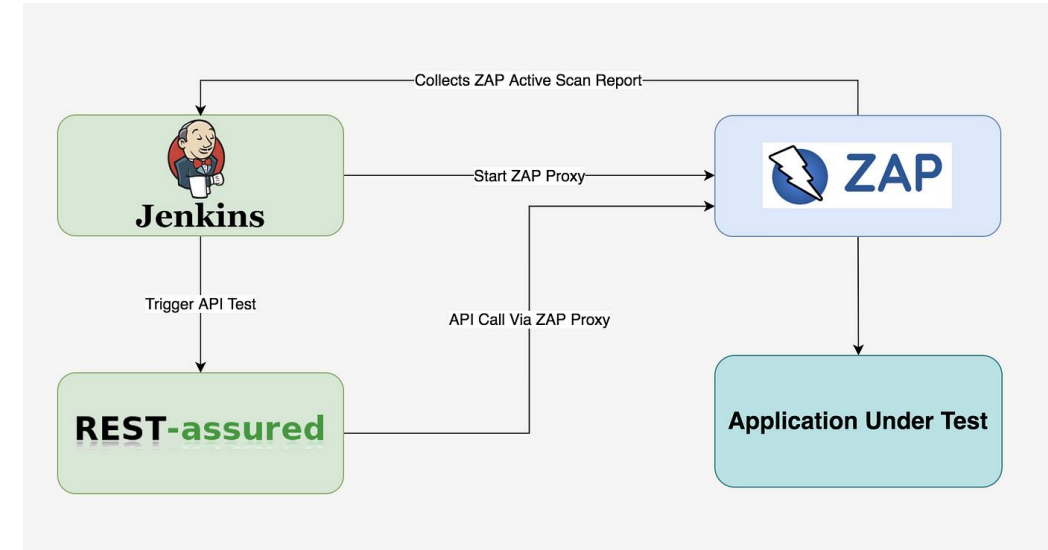 Collects ZAP Active Scan Report
Jenkins
Start ZAP Proxy
ZAP
Trigger API Test
API Call Via ZAP Proxy
REST-assured
Application Under Test